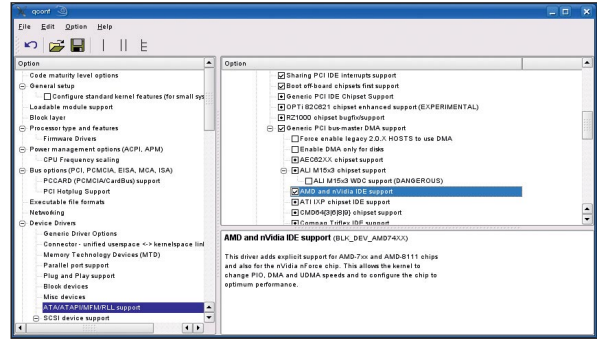 qconf
File Edit Option Help
Option
Code maturity level options
General setup
Configure standard kernel features (for small sys
Loadable module support
Block layer
Processor type and features
Firmware Drivers
Power management options (ACPI, APM)
CPU Frequency scaling
Bus options (PCI, PCMCIA, EISA, MCA, ISA)
PCCARD (PCMCIA/CardBus) support
PCI Hotplug Support
Executable file formats
Networking
Device Drivers
Generic Driver Options
Connector - unified userspace <-> kernelspace linl
Memory Technology Devices (MTD)
Parallel port support
Plug and Play support
Block devices
Misc devices
ATA/ATAPI/MFM/RLL support
SCSI device support
Option
Sharing PCI IDE interrupts support
Boot off-board chipsets first support
Generic PCI IDE Chipset Support
OPTi 82C621 chipset enhanced support (EXPERIMENTAL)
RZ1000 chipset bugfix/support
Generic PCI bus-master DMA support
Force enable legacy 2.0.X HOSTS to use DMA
Enable DMA only for disks
AEC62XX chipset support
ALI M15x3 chipset support
ALI M15x3 WDC support (DANGEROUS)
AMD and nVidia IDE support
ATI IXP chipset IDE support
CMD64{3|6|8|9} chipset support
Compaq Triflex IDE support
AMD and nVidia IDE support (BLK_DEV_AMD74XX)
This driver adds explicit support for AMD-7xx and AMD-8111 chips
and also for the nVidia nForce chip. This allows the kernel to
change PIO, DMA and UDMA speeds and to configure the chip to
optimum performance.